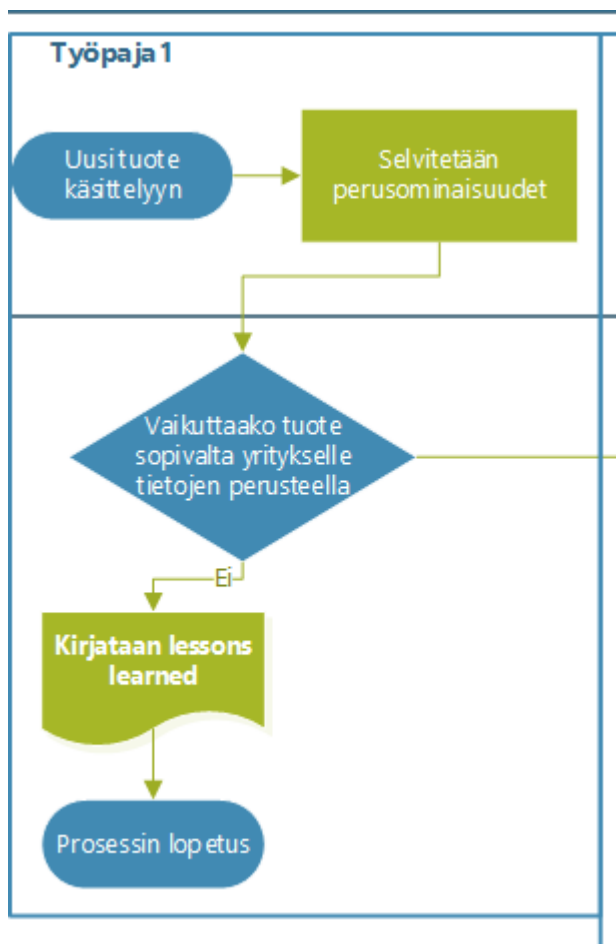 Työpaja 1
Uusi tuote
käsittelyyn
Selvitetään
perusominaisuudet
Vaikuttaako tuote
sopivalta yritykselle
tietojen perusteella
Ei
Kirjataan lessons
learned
Prosessin lopetus